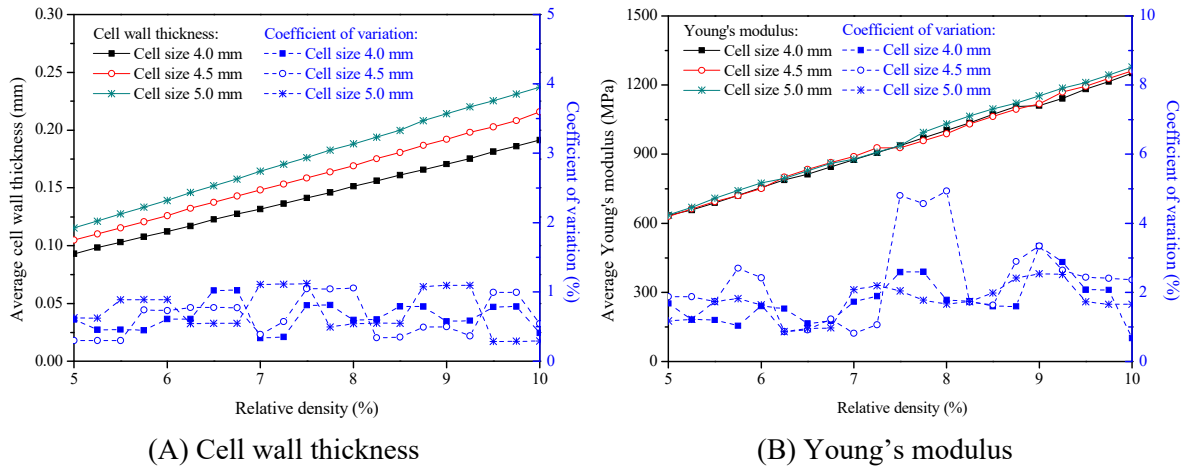 Cell wall thickness:
Cell size 4.0 mm
Cell size 4.5 mm
Cell size 5.0 mm
Coefficient of variation:
Cell size 4.0 mm
Cell size 4.5 mm
Cell size 5.0 mm
0.30
0.25
0.20
0.15
0.10
0.05
0.00
Average cell wall thickness (mm)
5
4
3
2
1
0
Coefficient of variation (%)
5 6 7 8 9 10
Relative density (%)
(A) Cell wall thickness
Young's modulus:
Cell size 4.0 mm
Cell size 4.5 mm
Cell size 5.0 mm
Coefficient of variation:
Cell size 4.0 mm
Cell size 4.5 mm
Cell size 5.0 mm
1500
1200
900
600
300
0
Average Young's modulus (MPa)
10
8
6
4
2
0
Coefficient of varaition (%)
5 6 7 8 9 10
Relative density (%)
(B) Young’s modulus